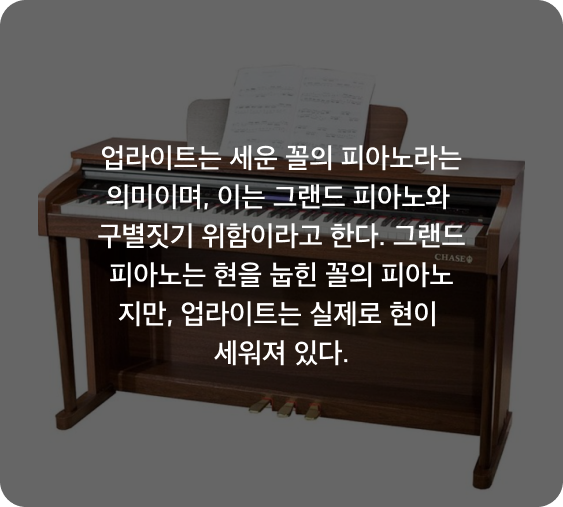 업라이트는 세운 꼴의 피아노라는
의미이며, 이는 그랜드 피아노와
구별짓기 위함이라고 한다. 그랜드
피아노는 현을 눕힌 꼴의 피아노
지만, 업라이트는 실제로 현이
세워져 있다.
CHASE